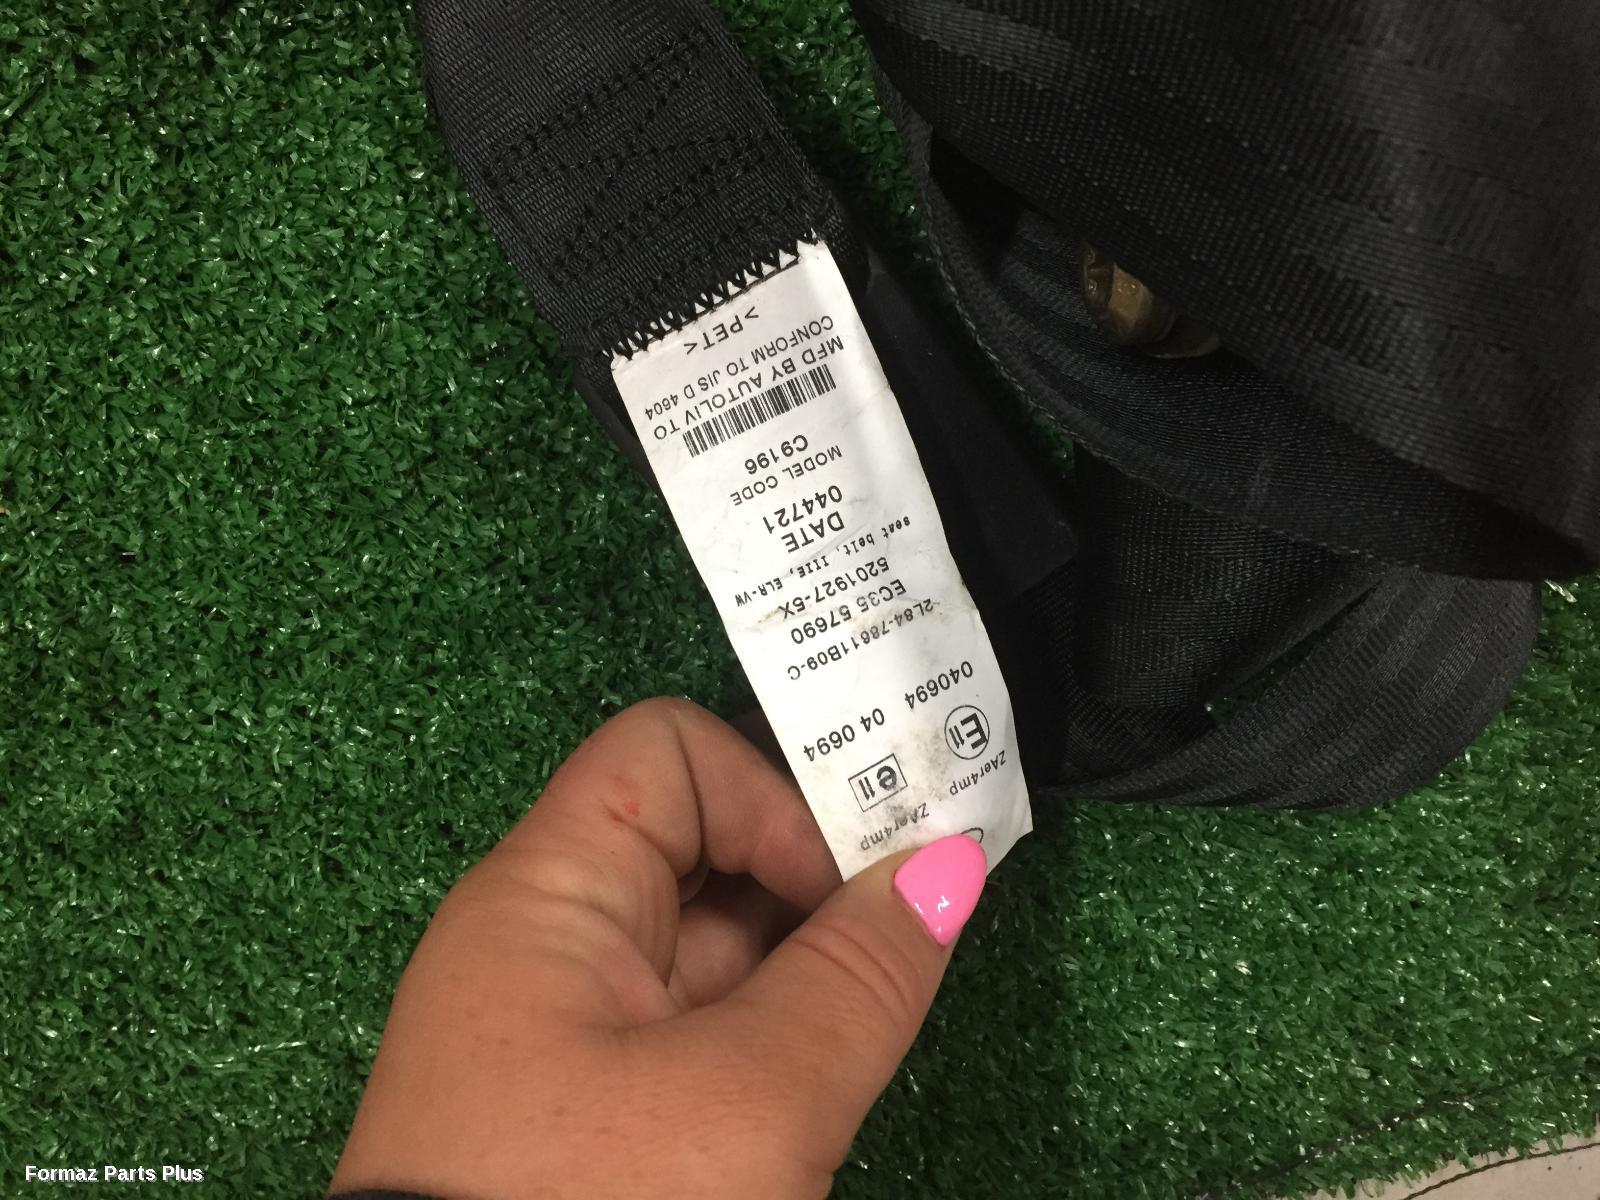 ZAer4mp ZAer4mp
e11 E11
04 0694 040694
2L84-78611B09-C
EC35 57690
5201927-5X
seat belt, IIIE, ELR-VW
DATE
044721
MODEL CODE
C9196
MFD BY AUTOLIV TO
CONFORM TO JIS D 4604
>PET<
Formaz Parts Plus